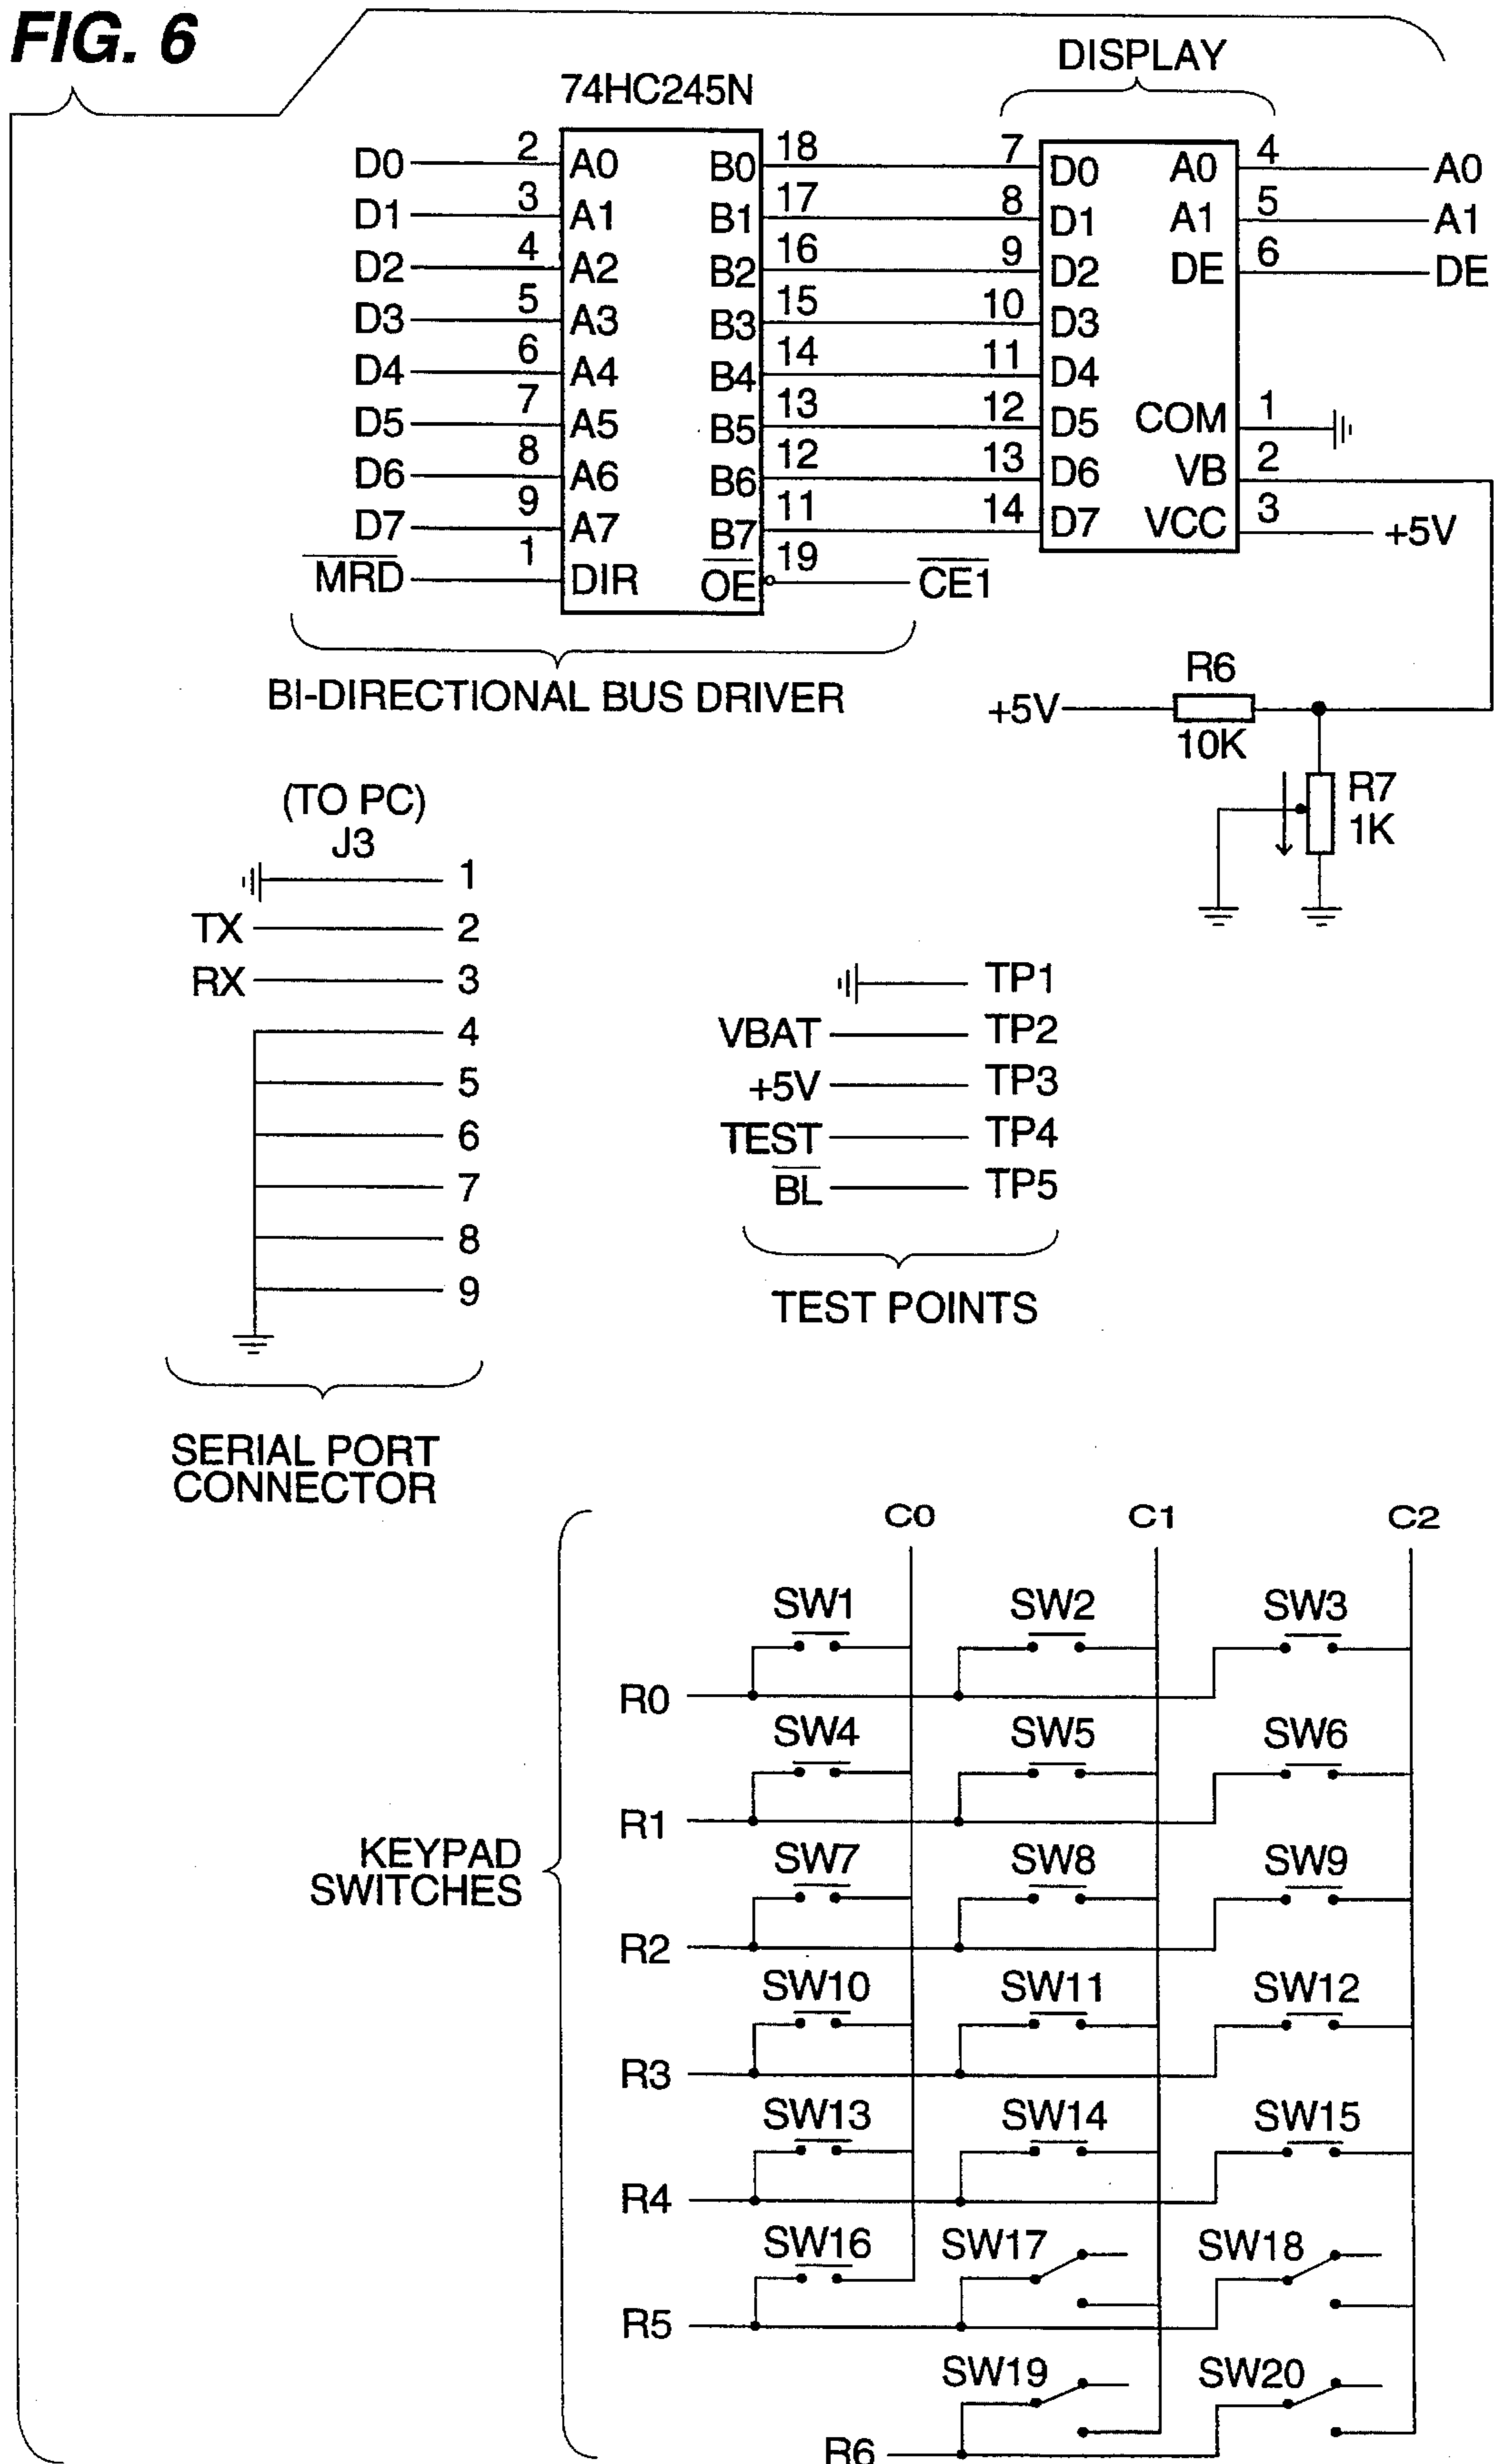 FIG. 6
74HC245N
DISPLAY
D0 2 A0 B0 18 7 D0 A0 4 A0
D1 3 A1 B1 17 8 D1 A1 5 A1
D2 4 A2 B2 16 9 D2 DE 6 DE
D3 5 A3 B3 15 10 D3
D4 6 A4 B4 14 11 D4
D5 7 A5 B5 13 12 D5 COM 1
D6 8 A6 B6 12 13 D6 VB 2
D7 9 A7 B7 11 14 D7 VCC 3 +5V
MRD 1 DIR OE 19 CE1
BI-DIRECTIONAL BUS DRIVER
R6
+5V
10K
R7
1K
(TO PC)
J3
1
TX 2
RX 3
4
5
6
7
8
9
SERIAL PORT
CONNECTOR
TP1
VBAT TP2
+5V TP3
TEST TP4
BL TP5
TEST POINTS
C0 C1 C2
SW1 SW2 SW3
R0
SW4 SW5 SW6
R1
KEYPAD
SWITCHES
SW7 SW8 SW9
R2
SW10 SW11 SW12
R3
SW13 SW14 SW15
R4
SW16 SW17 SW18
R5
SW19 SW20
R6